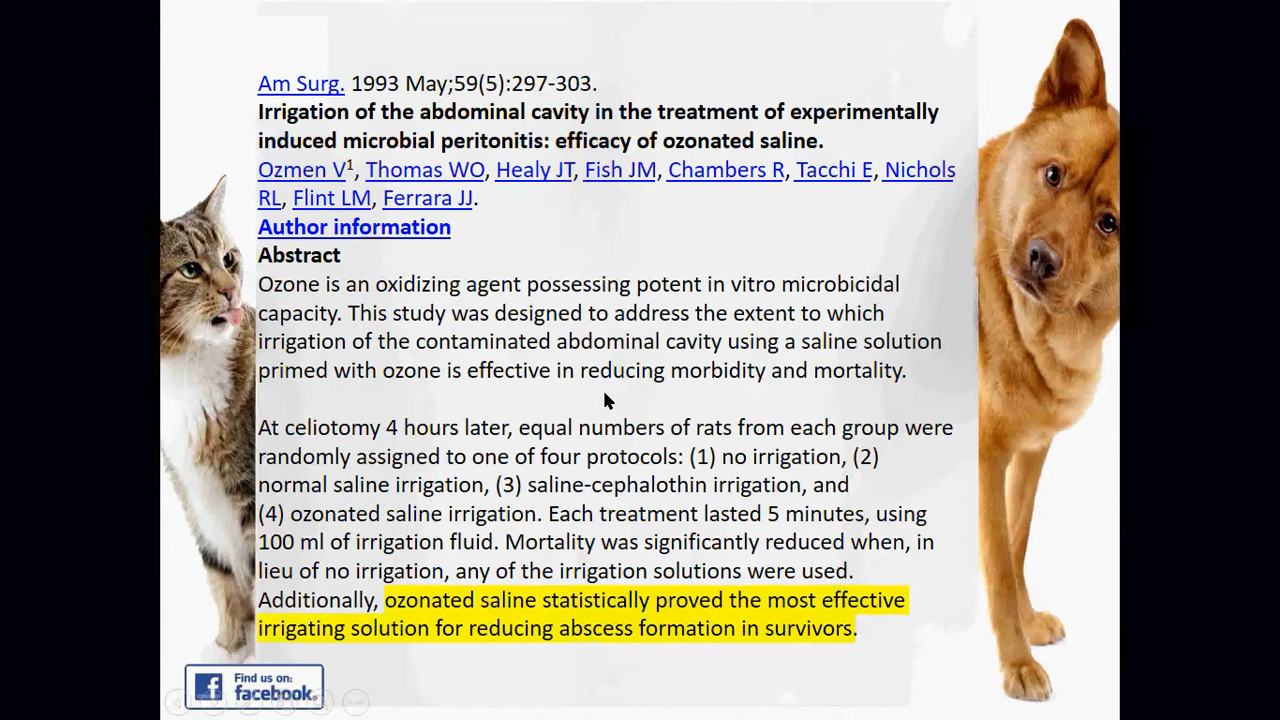 Am Surg. 1993 May;59(5):297-303.
Irrigation of the abdominal cavity in the treatment of experimentally
induced microbial peritonitis: efficacy of ozonated saline.
Ozmen V1, Thomas WO, Healy JT, Fish JM, Chambers R, Tacchi E, Nichols
RL, Flint LM, Ferrara JJ.
Author information
Abstract
Ozone is an oxidizing agent possessing potent in vitro microbicidal
capacity. This study was designed to address the extent to which
irrigation of the contaminated abdominal cavity using a saline solution
primed with ozone is effective in reducing morbidity and mortality.
At celiotomy 4 hours later, equal numbers of rats from each group were
randomly assigned to one of four protocols: (1) no irrigation, (2)
normal saline irrigation, (3) saline-cephalothin irrigation, and
(4) ozonated saline irrigation. Each treatment lasted 5 minutes, using
100 ml of irrigation fluid. Mortality was significantly reduced when, in
lieu of no irrigation, any of the irrigation solutions were used.
Additionally, ozonated saline statistically proved the most effective
irrigating solution for reducing abscess formation in survivors.
Find us on:
facebook.